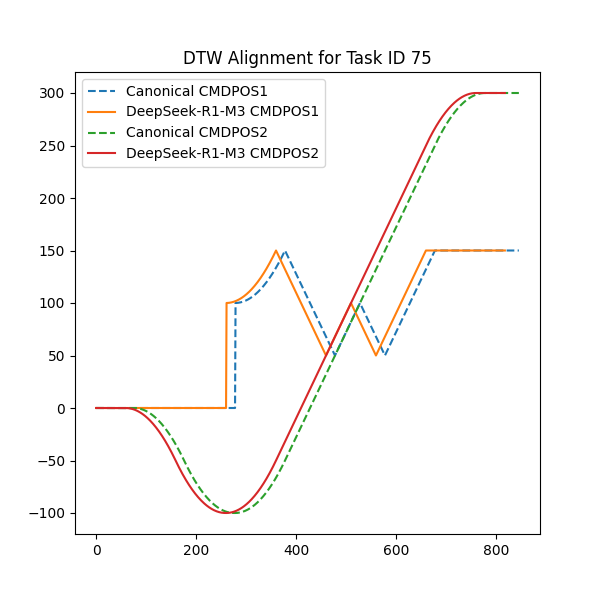 DTW Alignment for Task ID 75
Canonical CMDPOS1
DeepSeek-R1-M3 CMDPOS1
Canonical CMDPOS2
DeepSeek-R1-M3 CMDPOS2
300
250
200
150
100
50
0
−50
−100
0 200 400 600 800